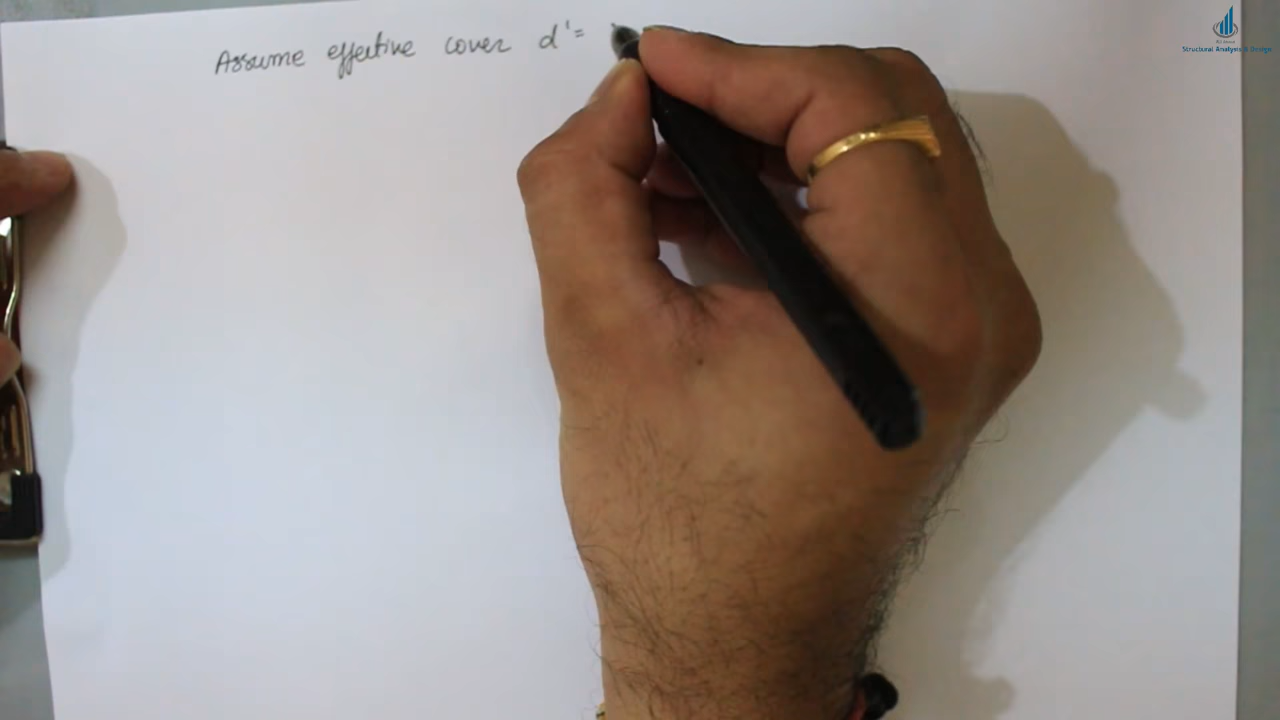 Assume effective cover d' =
Structural Analysis & Design